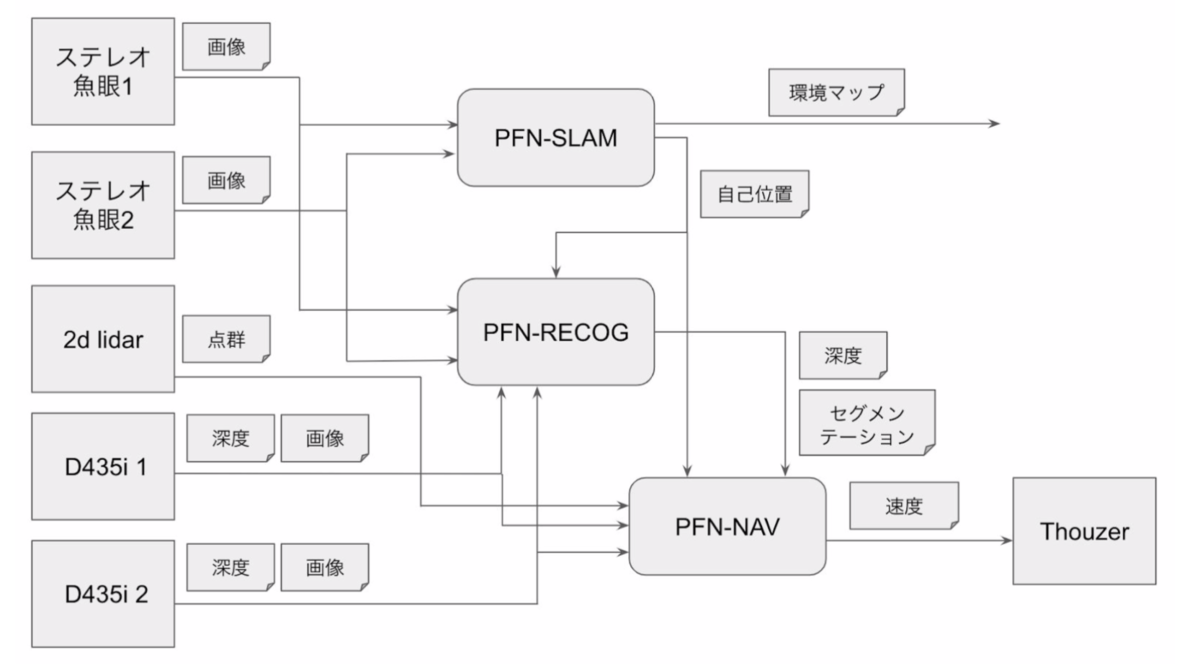 ステレオ
魚眼1
画像
ステレオ
魚眼2
画像
2d lidar
点群
D435i 1
深度
画像
D435i 2
深度
画像
PFN-SLAM
環境マップ
自己位置
PFN-RECOG
深度
セグメン
テーション
PFN-NAV
速度
Thouzer